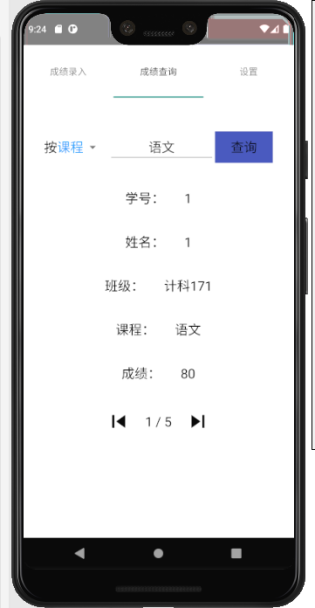 9:24
成绩录入 成绩查询 设置
按课程 语文 查询
学号： 1
姓名： 1
班级： 计科171
课程： 语文
成绩： 80
1 / 5